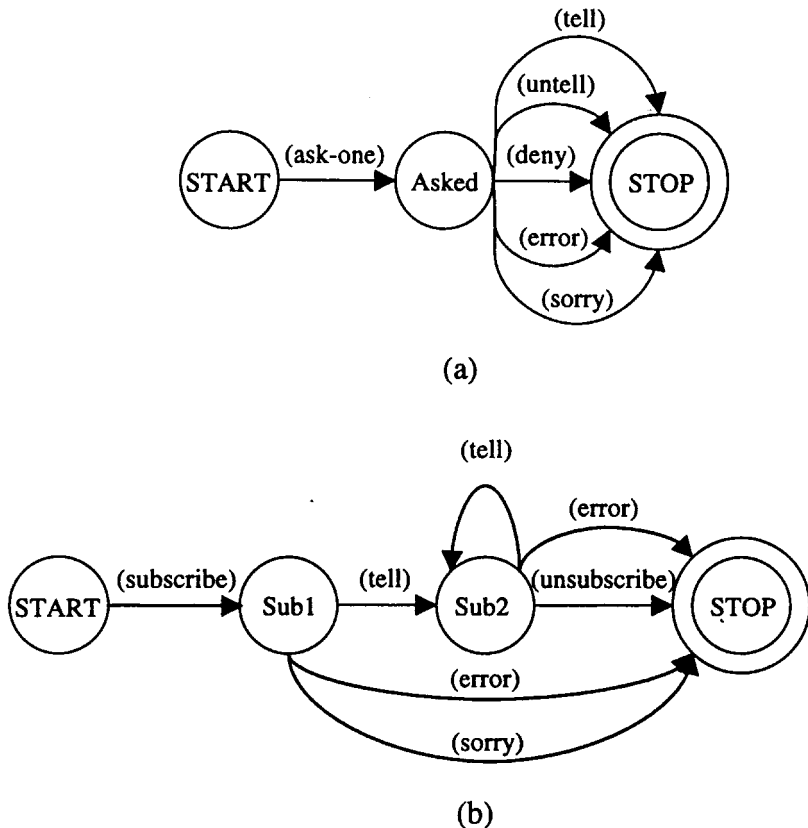 (tell)
(untell)
(ask-one)
(deny)
START
Asked
STOP
(error)
(sorry)
(a)
(tell)
(error)
(subscribe)
(tell)
(unsubscribe)
START
Sub1
Sub2
STOP
(error)
(sorry)
(b)